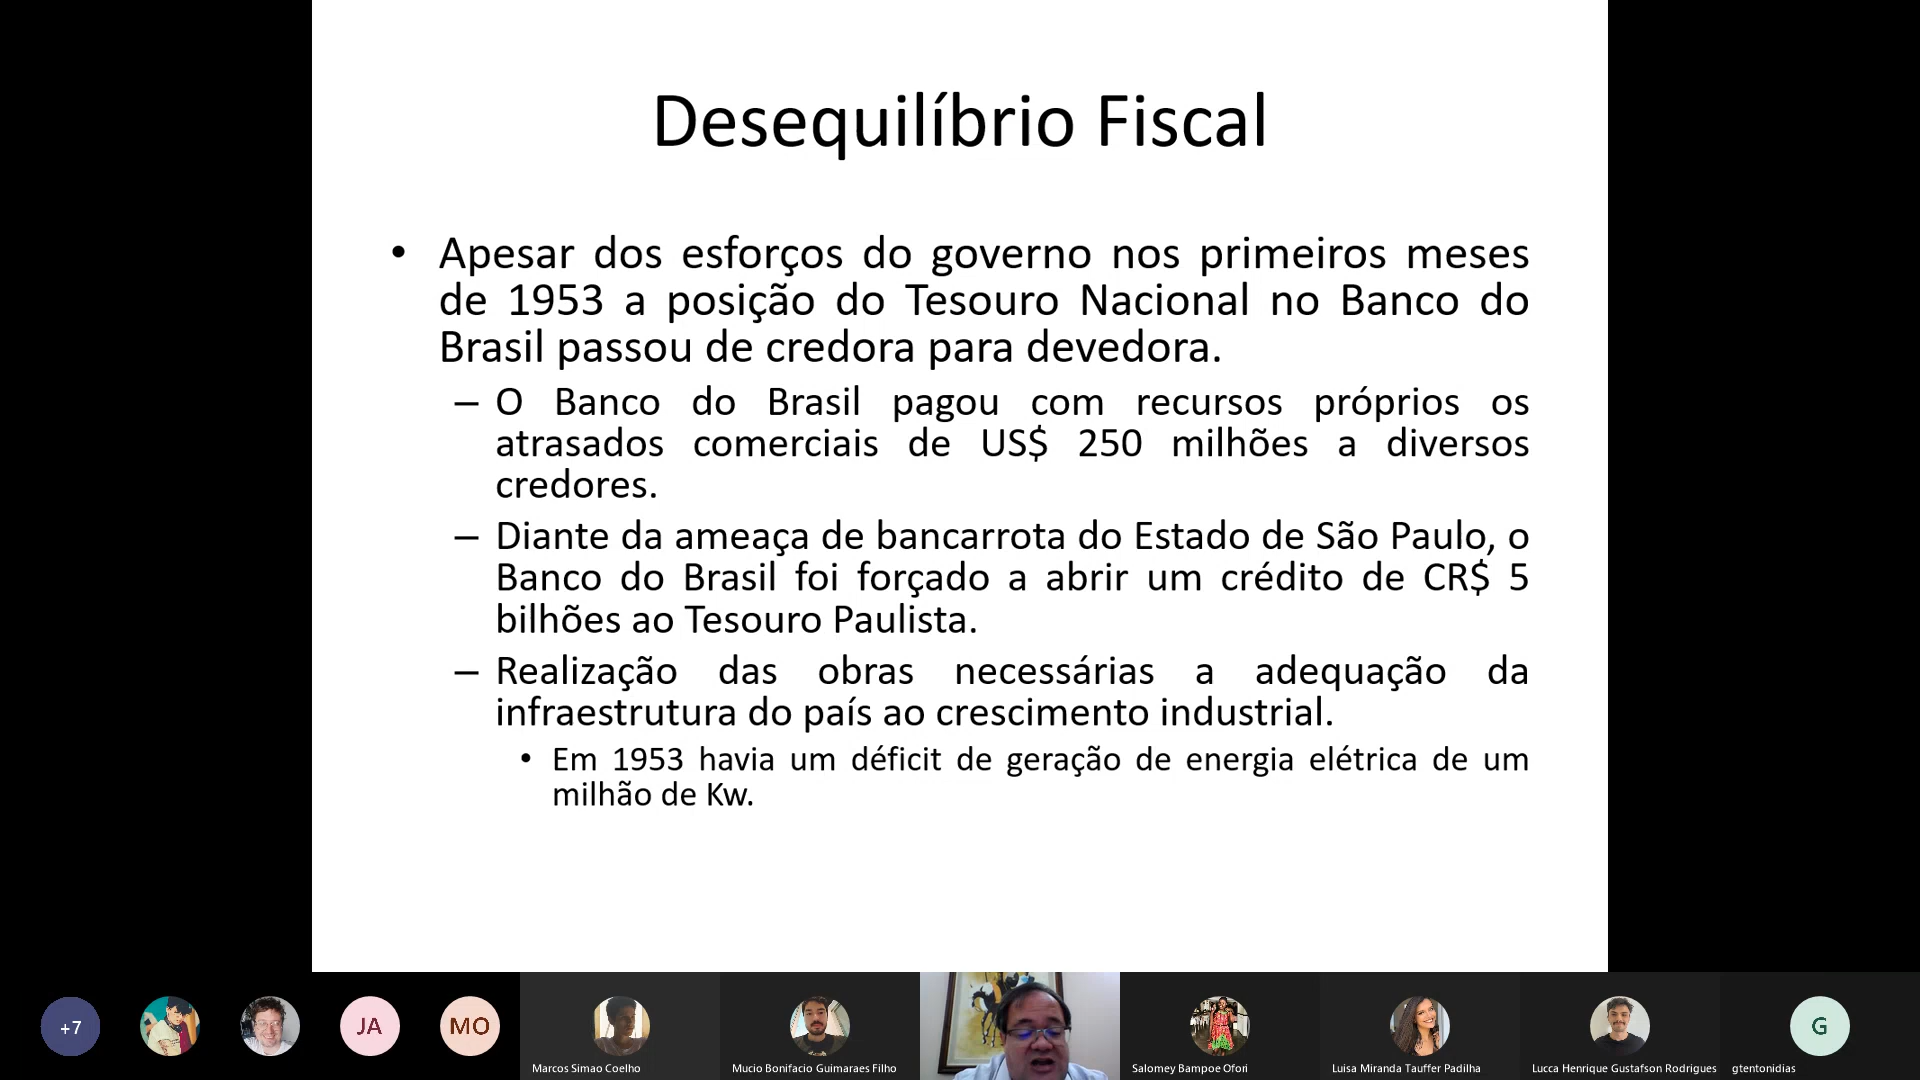 Desequilíbrio Fiscal
• Apesar dos esforços do governo nos primeiros meses
de 1953 a posição do Tesouro Nacional no Banco do
Brasil passou de credora para devedora.
– O Banco do Brasil pagou com recursos próprios os
atrasados comerciais de US$ 250 milhões a diversos
credores.
– Diante da ameaça de bancarrota do Estado de São Paulo, o
Banco do Brasil foi forçado a abrir um crédito de CR$ 5
bilhões ao Tesouro Paulista.
– Realização das obras necessárias a adequação da
infraestrutura do país ao crescimento industrial.
• Em 1953 havia um déficit de geração de energia elétrica de um
milhão de Kw.
+7
JA
MO
G
Marcos Simao Coelho
Mucio Bonifacio Guimaraes Filho
Salomey Bampoe Ofori
Luisa Miranda Tauffer Padilha
Lucca Henrique Gustafson Rodrigues
gtentonidias